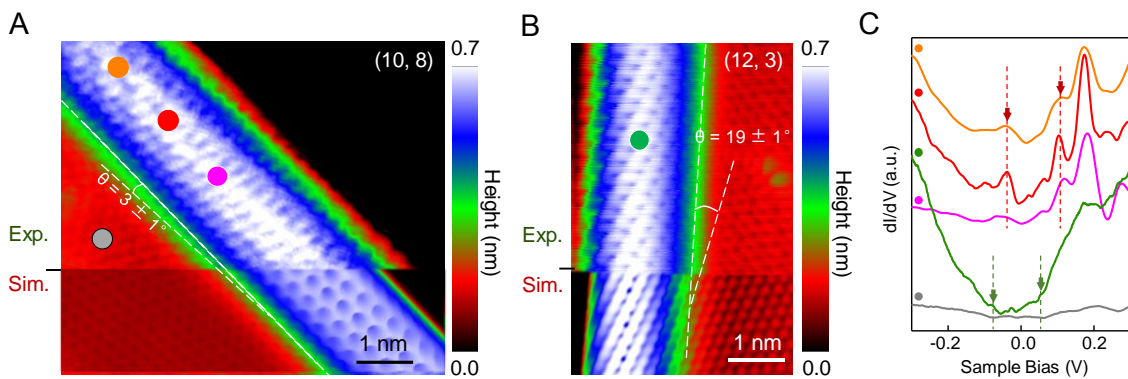 A
B
C
(10, 8)
0.7
Height (nm)
0.0
θ = 3 ± 1°
Exp.
Sim.
1 nm
(12, 3)
0.7
Height (nm)
0.0
θ = 19 ± 1°
Exp.
Sim.
1 nm
dI/dV (a.u.)
-0.2
0.0
0.2
Sample Bias (V)